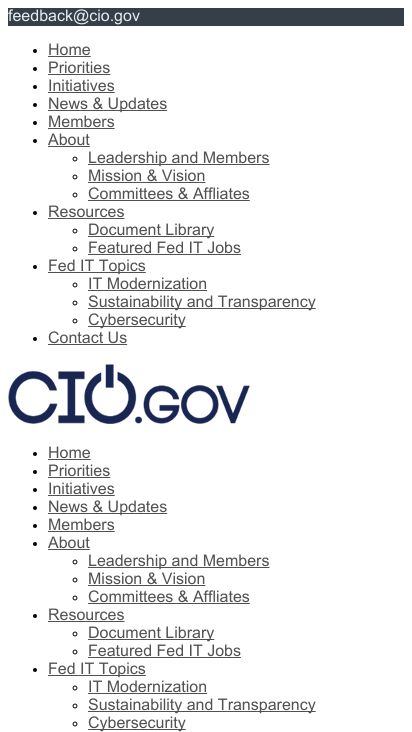 feedback@cio.gov
Home
Priorities
Initiatives
News & Updates
Members
About
Leadership and Members
Mission & Vision
Committees & Affliates
Resources
Document Library
Featured Fed IT Jobs
Fed IT Topics
IT Modernization
Sustainability and Transparency
Cybersecurity
Contact Us
CIO.GOV
Home
Priorities
Initiatives
News & Updates
Members
About
Leadership and Members
Mission & Vision
Committees & Affliates
Resources
Document Library
Featured Fed IT Jobs
Fed IT Topics
IT Modernization
Sustainability and Transparency
Cybersecurity